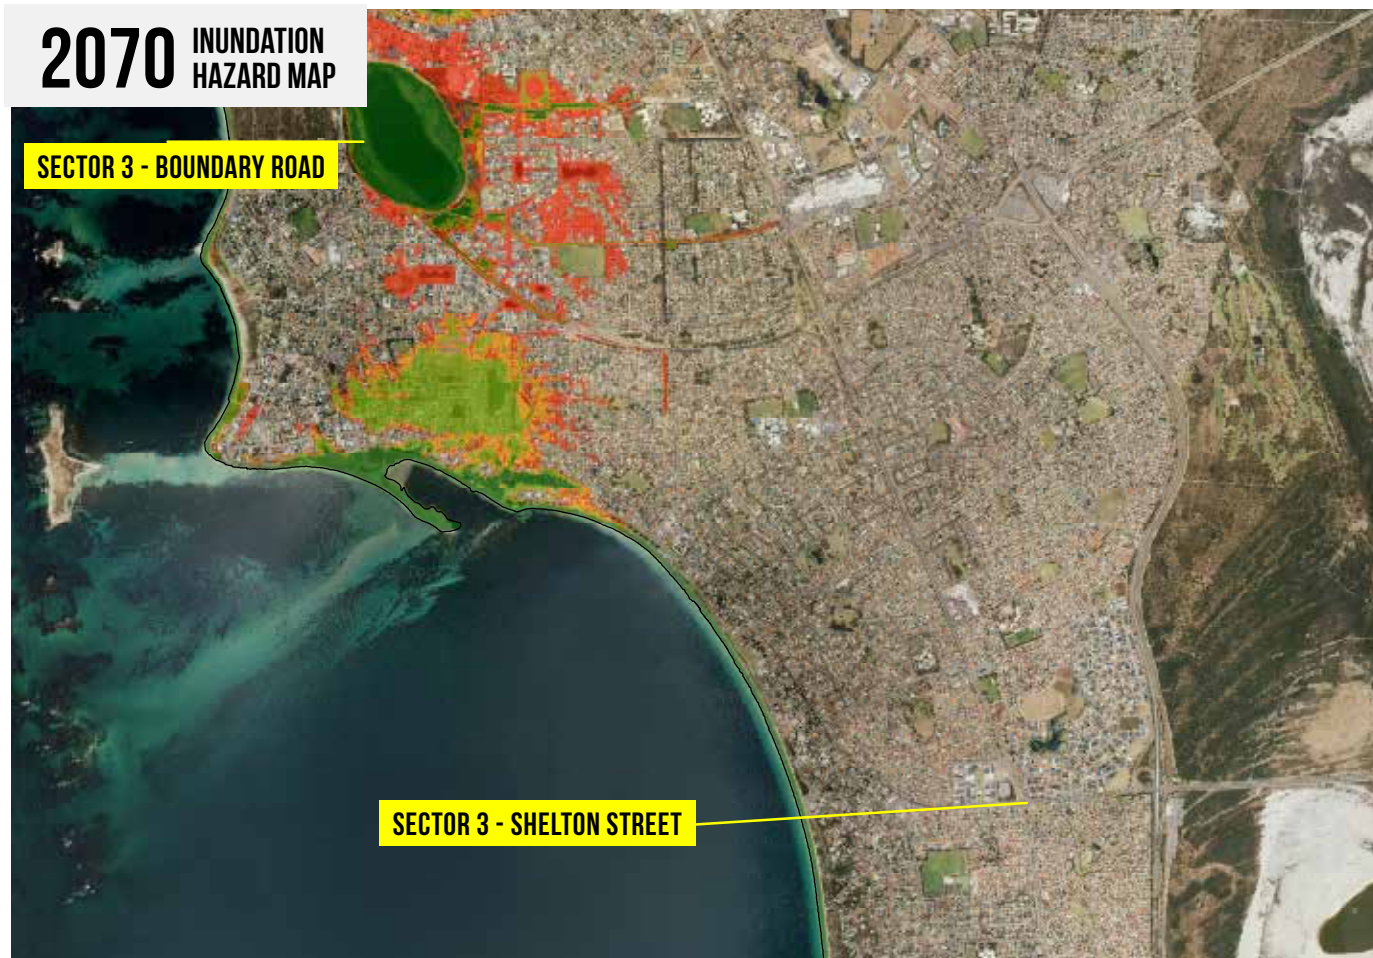 2070 INUNDATION
HAZARD MAP
SECTOR 3 - BOUNDARY ROAD
SECTOR 3 - SHELTON STREET